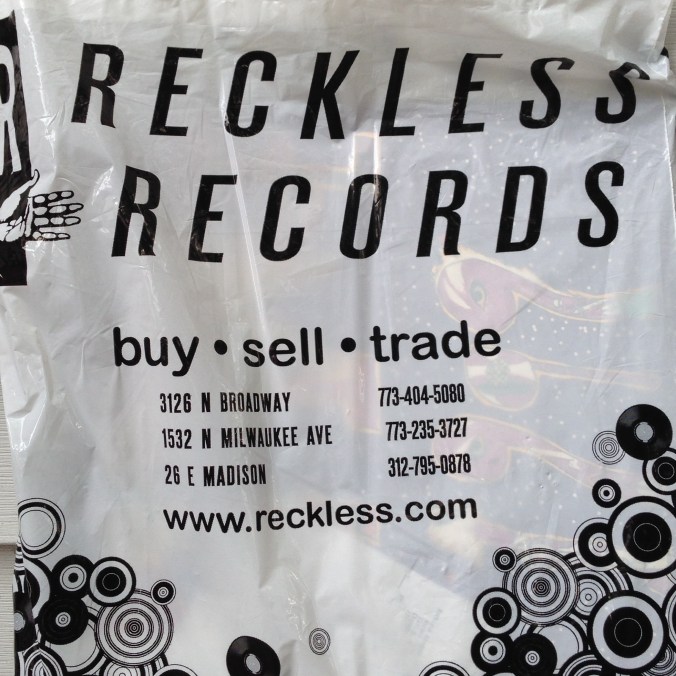 RECKLESS
RECORDS
buy • sell • trade
3126 N BROADWAY 773-404-5080
1532 N MILWAUKEE AVE 773-235-3727
26 E MADISON 312-795-0878
www.reckless.com